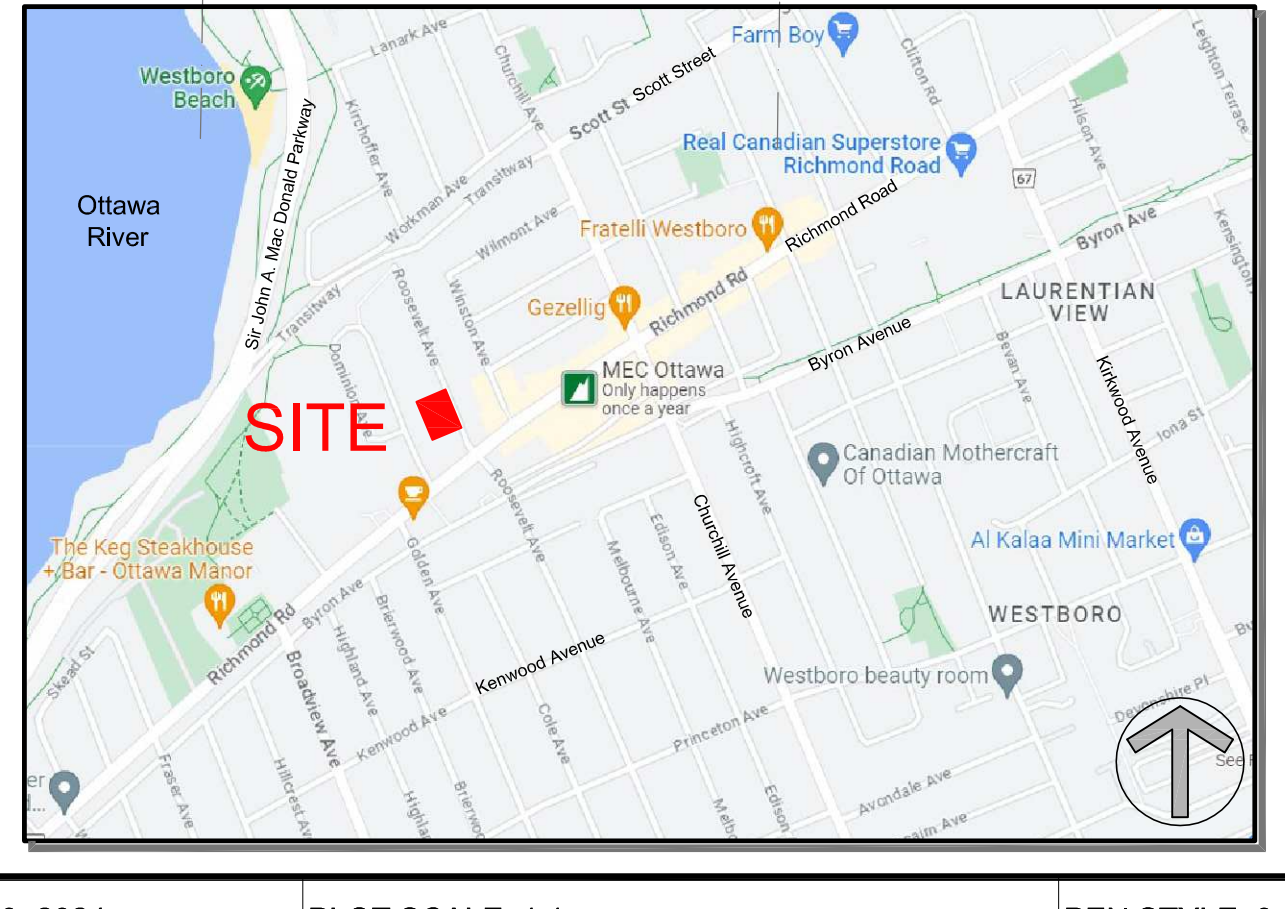 Lanark Ave
Churchill Ave
Farm Boy
Clifton Rd
Leighton Terrace
Westboro
Beach
Kirchoffer Ave
Scott St
Scott Street
Hilson Ave
Real Canadian Superstore
Richmond Road
67
Sir John A. Mac Donald Parkway
Ottawa
River
Workman Ave
Transitway
Wilmont Ave
Fratelli Westboro
Richmond Road
Byron Ave
Kensington
Roosevelt Ave
Winston Ave
Transitway
Gezellig
Richmond Rd
LAURENTIAN
VIEW
Dominion Ave
Byron Avenue
Bevan Ave
Kirkwood Avenue
MEC Ottawa
Only happens
once a year
SITE
Iona St
Highcroft Ave
Canadian Mothercraft
Of Ottawa
Roosevelt Ave
Churchill Avenue
Edison Ave
Melbourne Ave
Golden Ave
Al Kalaa Mini Market
The Keg Steakhouse
+ Bar - Ottawa Manor
Byron Ave
Brierwood Ave
Highland Ave
WESTBORO
Richmond Rd
Kenwood Avenue
Skead St
Broadview Ave
Westboro beauty room
Devonshire Pl
Cole Ave
Princeton Ave
Kenwood Ave
Fraser Ave
Hillcrest Av
Highla
Brierwo
Melbo
Edison
Avondale Ave
See